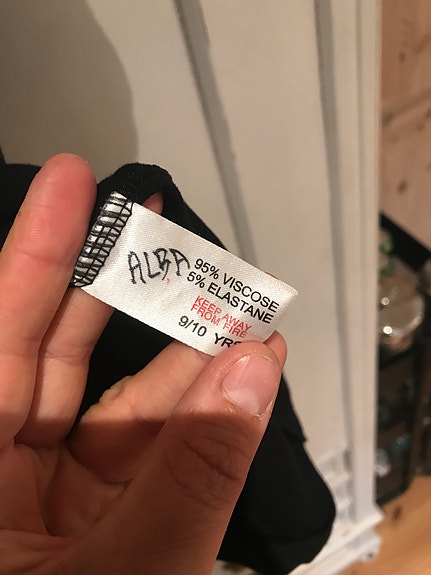 ALBA
95% VISCOSE
5% ELASTANE
KEEP AWAY
FROM FIRE
9/10 YRS